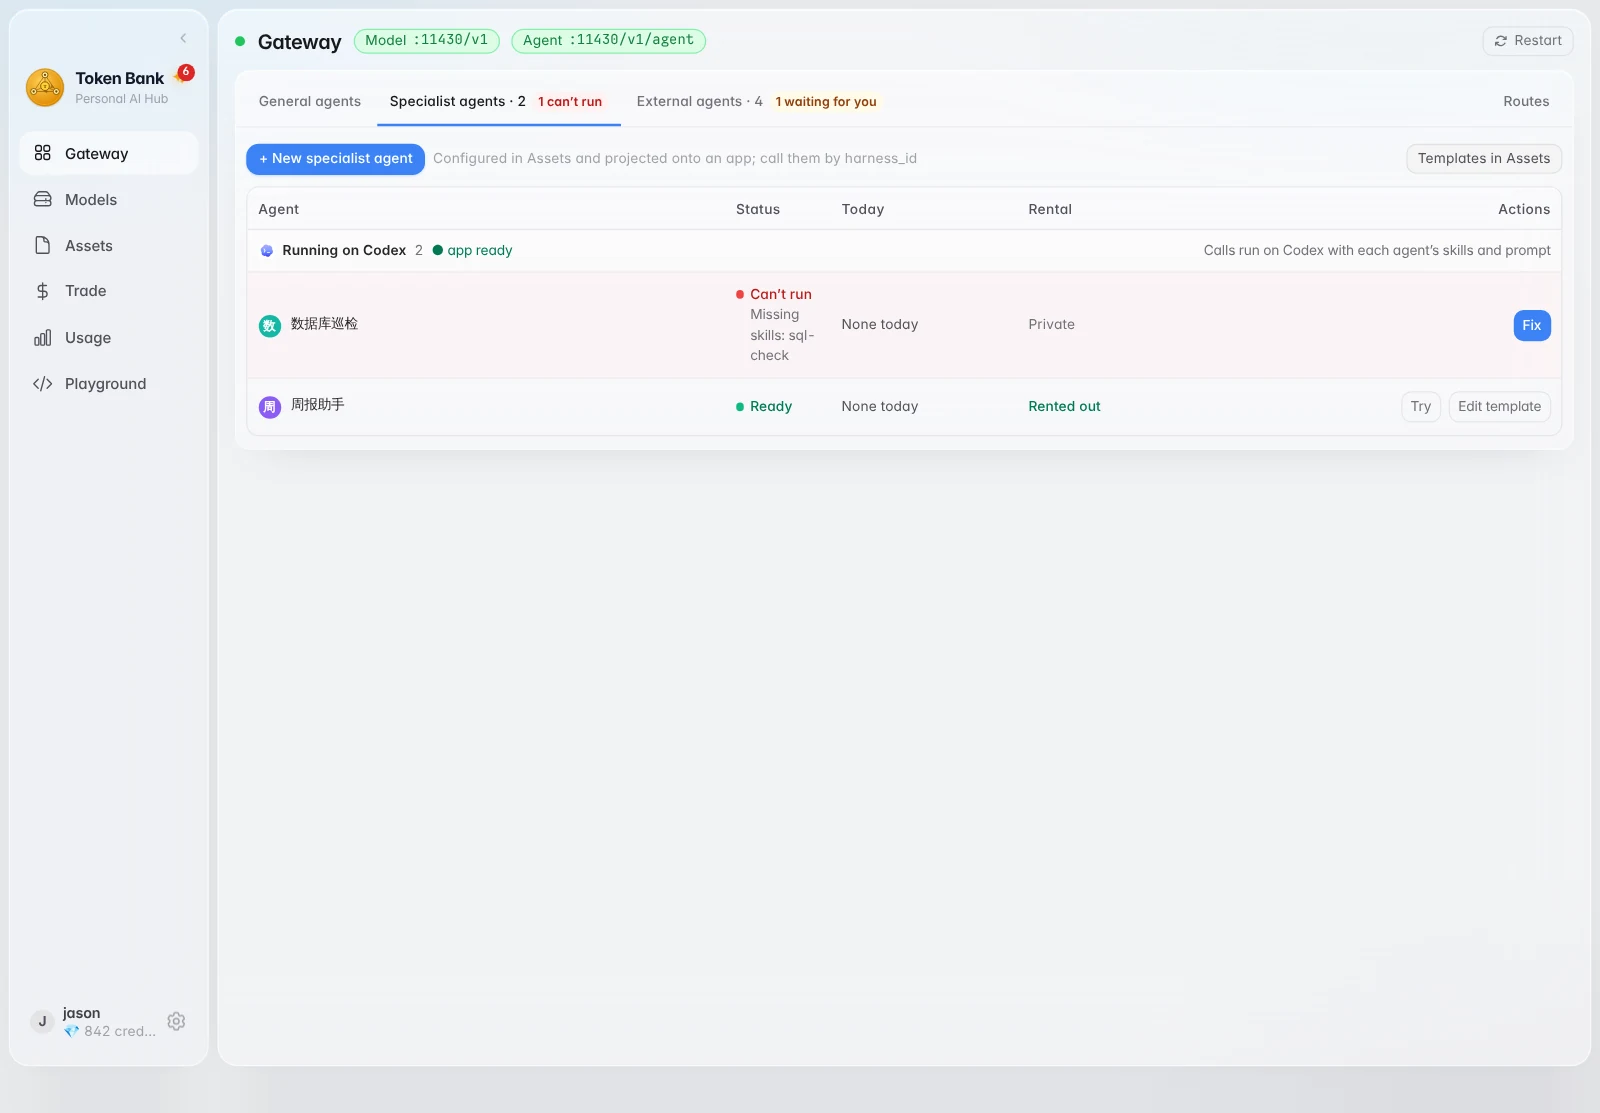 Token Bank
6
Personal AI Hub
Gateway
Models
Assets
Trade
Usage
Playground
J
jason
842 cred...
Gateway
Model :11430/v1
Agent :11430/v1/agent
Restart
General agents
Specialist agents · 2
1 can’t run
External agents · 4
1 waiting for you
Routes
+ New specialist agent
Configured in Assets and projected onto an app; call them by harness_id
Templates in Assets
Agent
Status
Today
Rental
Actions
Running on Codex 2
app ready
Calls run on Codex with each agent’s skills and prompt
数
数据库巡检
Can’t run
Missing
skills: sql-
check
None today
Private
Fix
周
周报助手
Ready
None today
Rented out
Try
Edit template